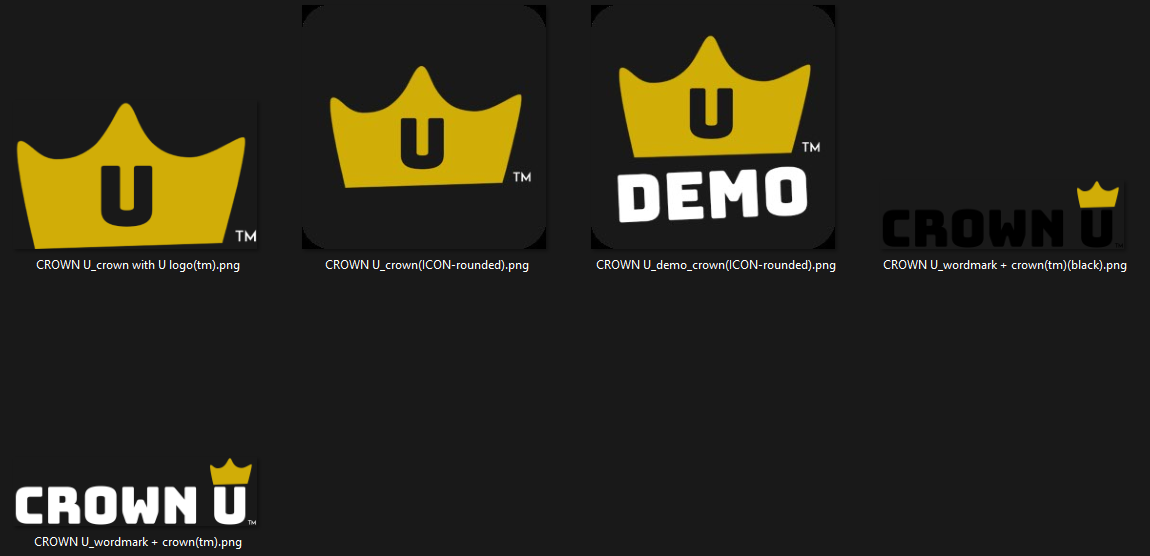 U
TM
CROWN U_crown with U logo(tm).png
U
TM
CROWN U_crown(ICON-rounded).png
U
TM
DEMO
CROWN U_demo_crown(ICON-rounded).png
CROWN U
TM
CROWN U_wordmark + crown(tm)(black).png
CROWN U
TM
CROWN U_wordmark + crown(tm).png